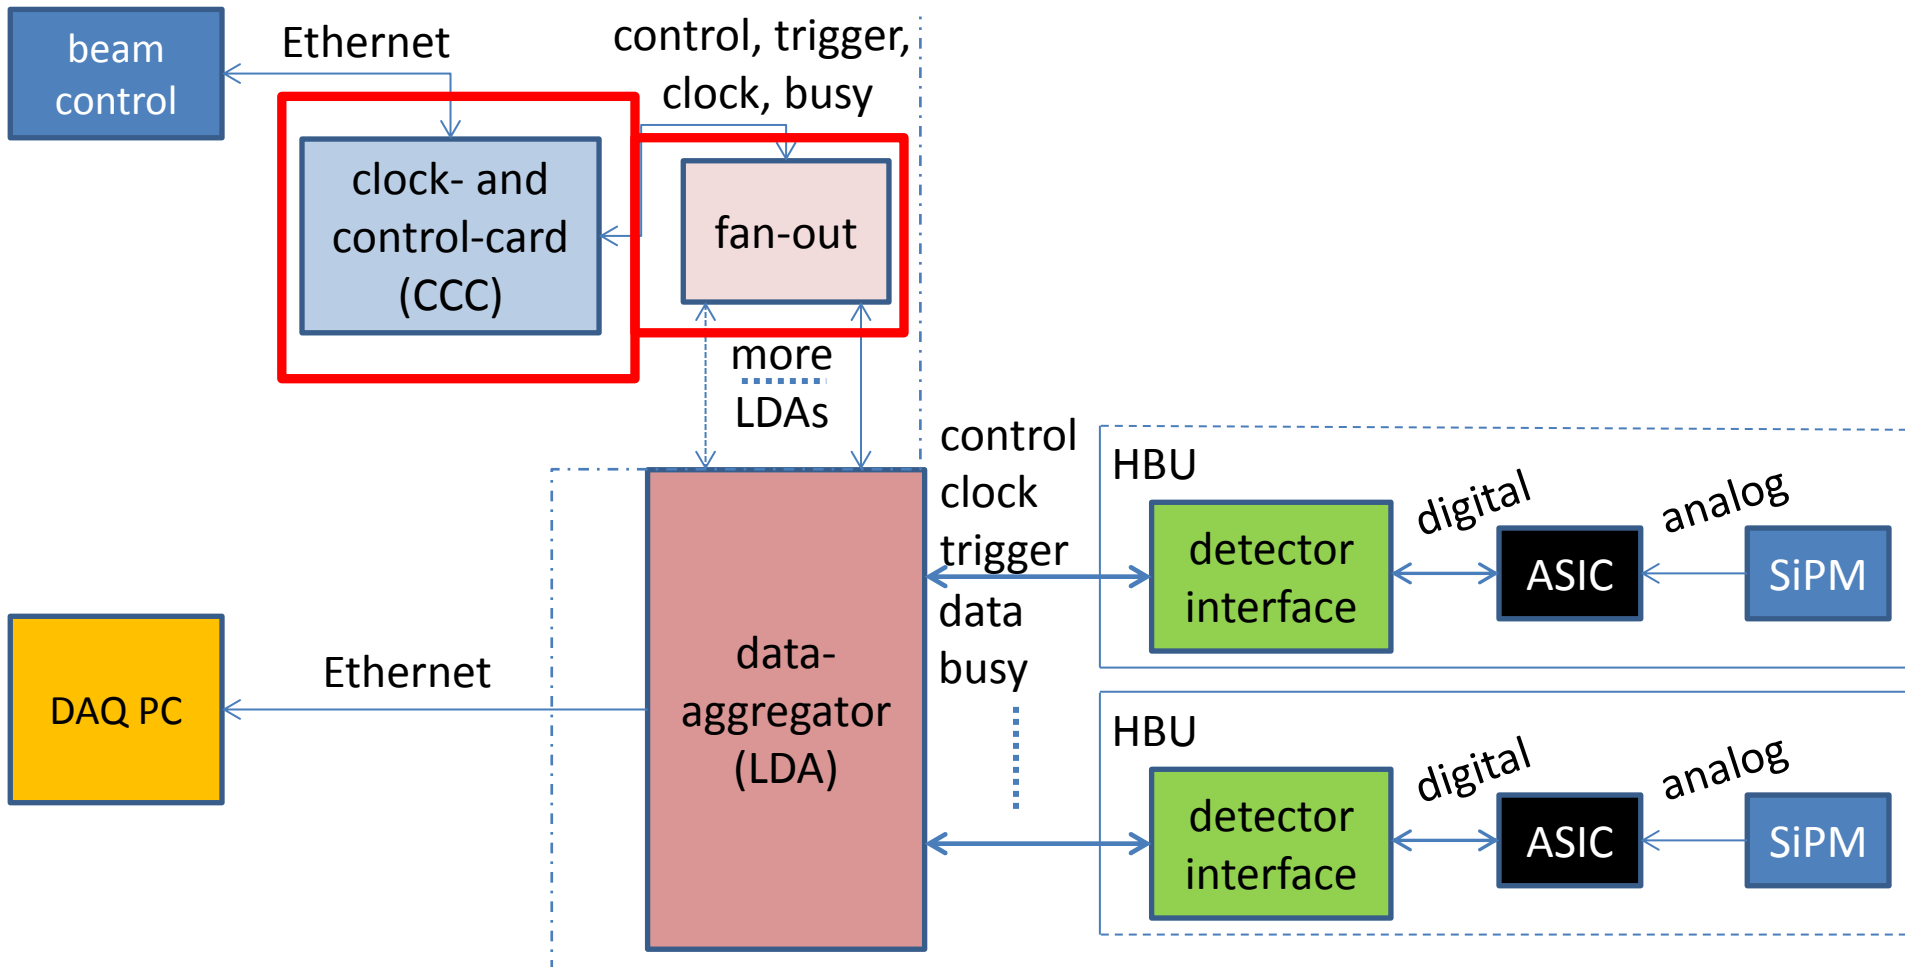 beam
control
Ethernet
control, trigger,
clock, busy
clock- and
control-card
(CCC)
fan-out
more
LDAs
control
clock
trigger
data
busy
HBU
detector
interface
digital
ASIC
analog
SiPM
DAQ PC
Ethernet
data-
aggregator
(LDA)
HBU
detector
interface
digital
ASIC
analog
SiPM